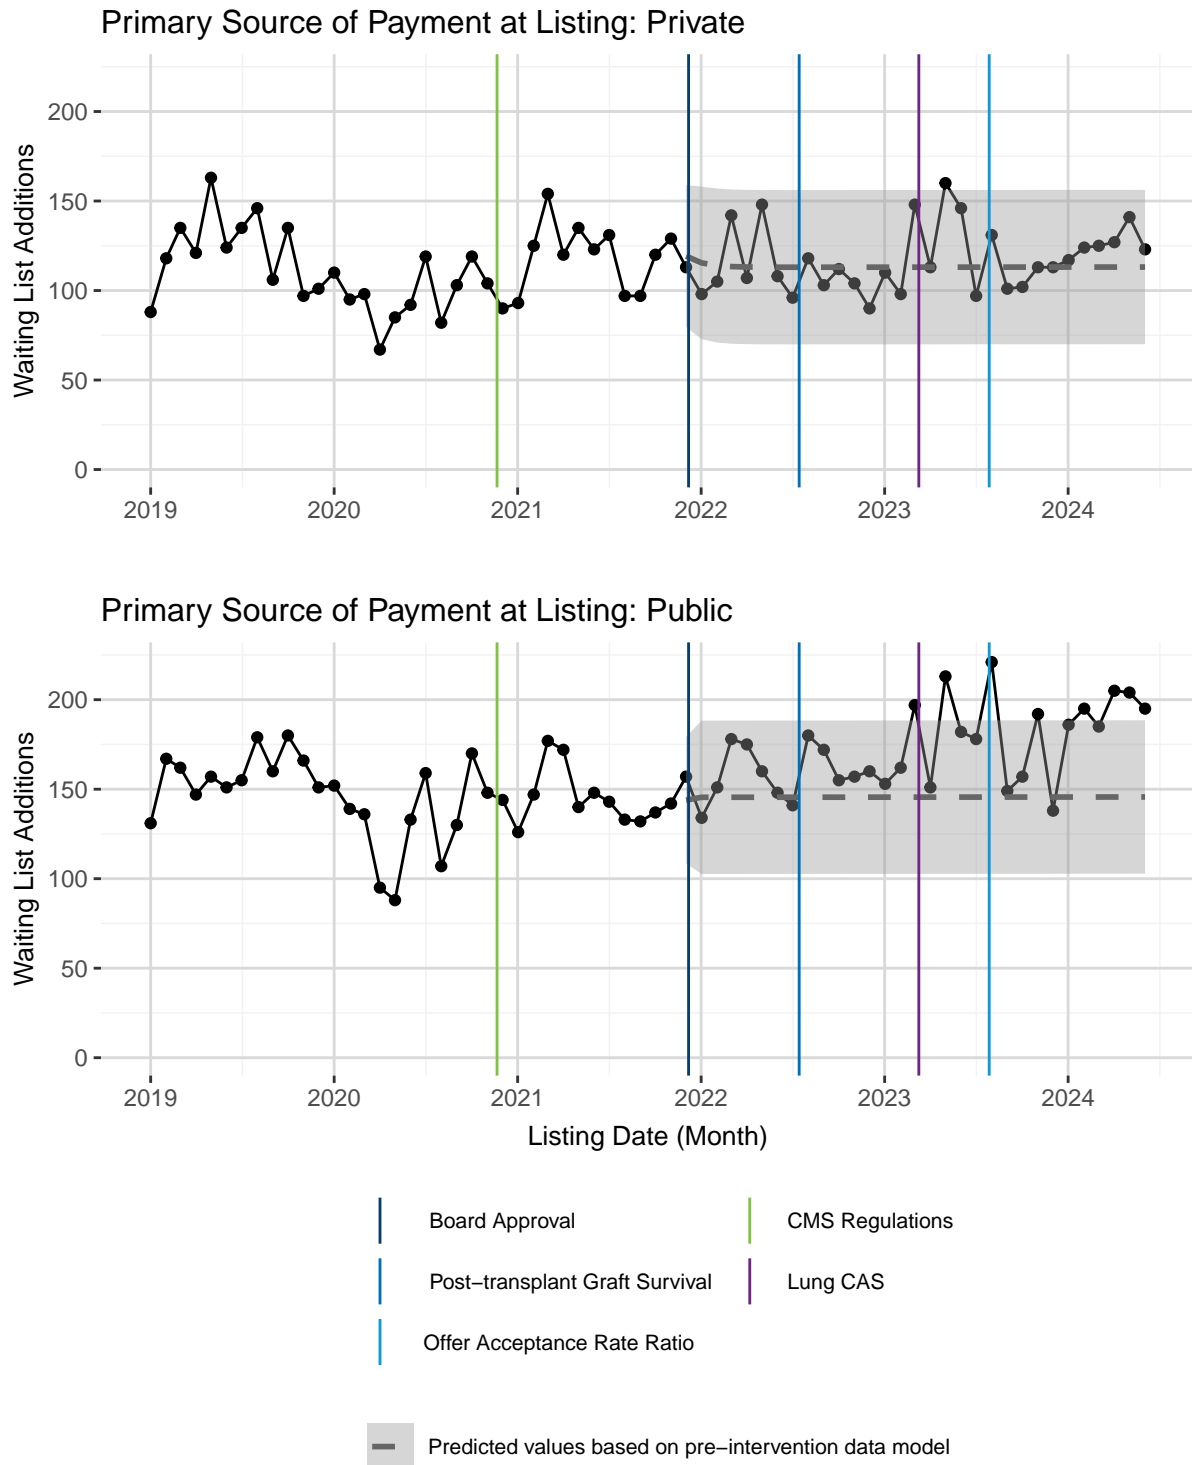 Primary Source of Payment at Listing: Private
Waiting List Additions
200
150
100
50
0
2019 2020 2021 2022 2023 2024
Primary Source of Payment at Listing: Public
Waiting List Additions
200
150
100
50
0
2019 2020 2021 2022 2023 2024
Listing Date (Month)
Board Approval
CMS Regulations
Post−transplant Graft Survival
Lung CAS
Offer Acceptance Rate Ratio
Predicted values based on pre−intervention data model